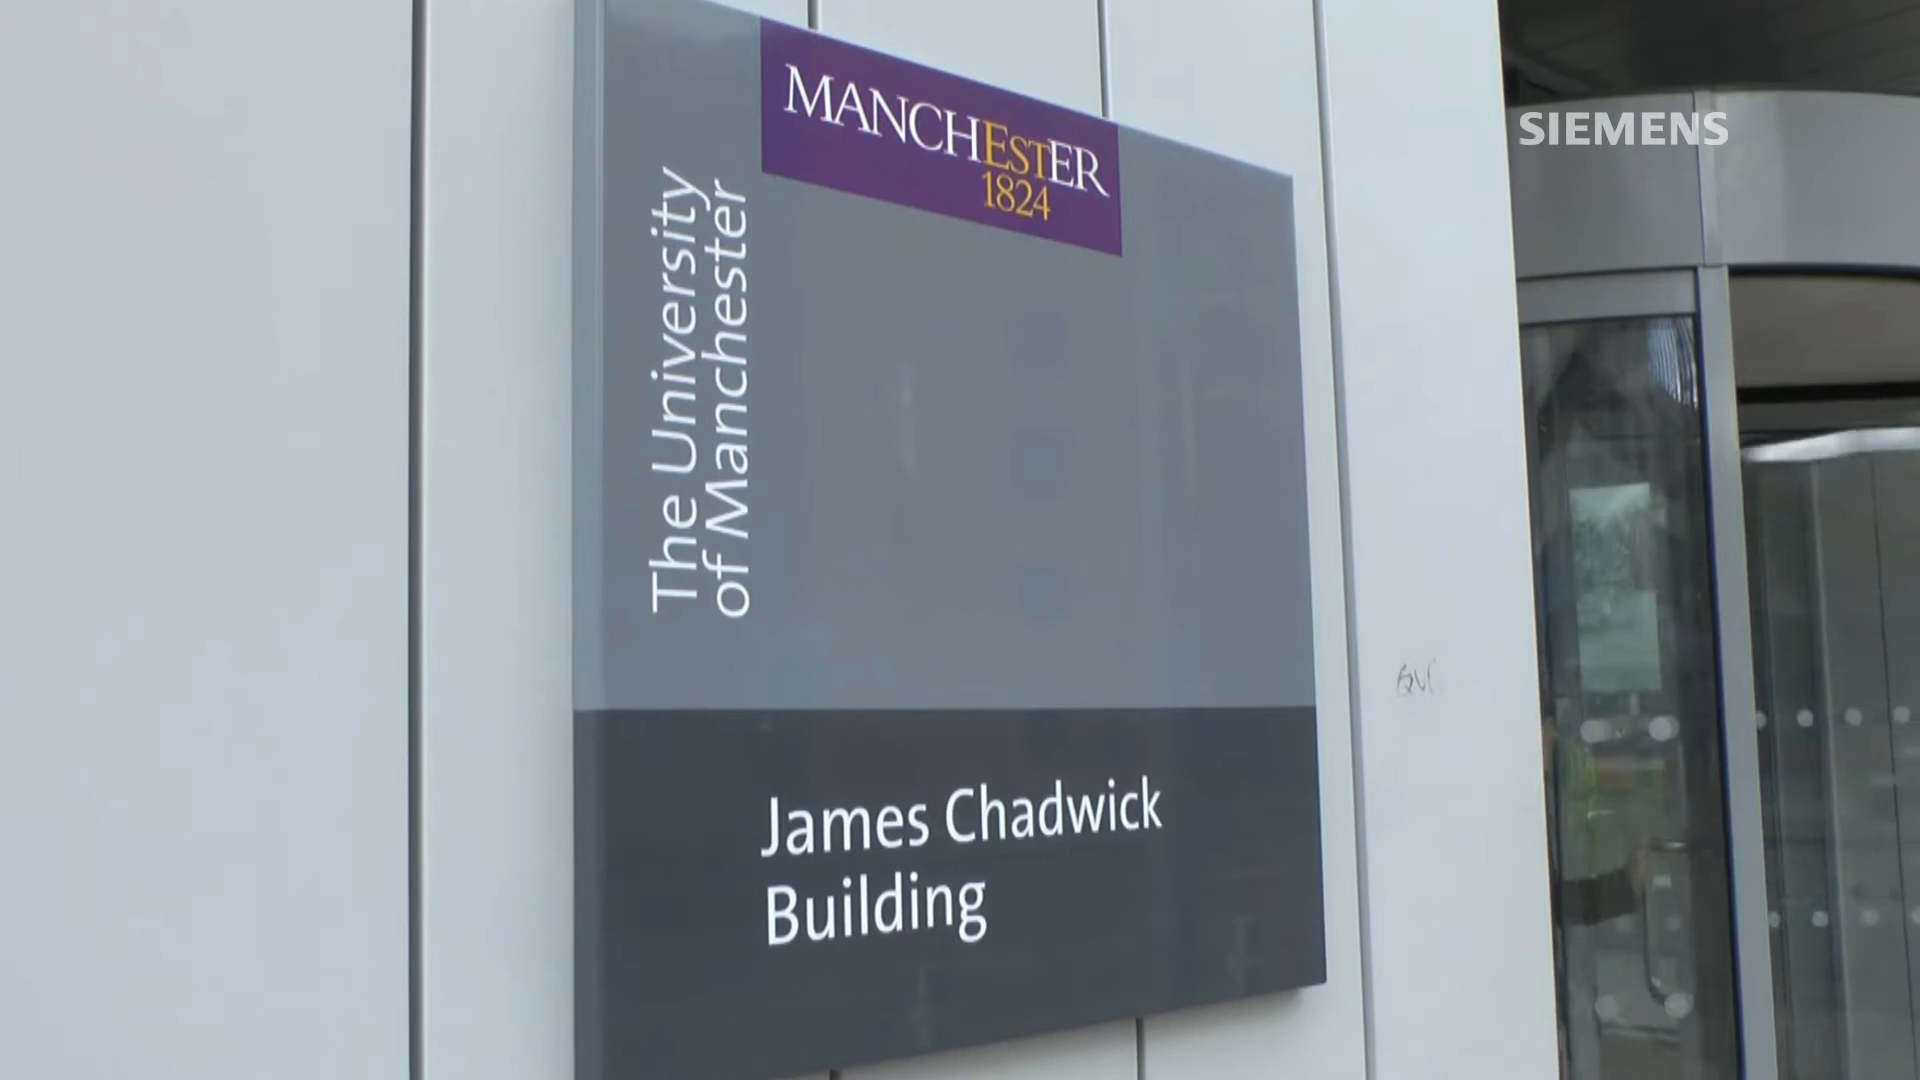 MANCHESTER
1824
The University
of Manchester
James Chadwick
Building
SIEMENS